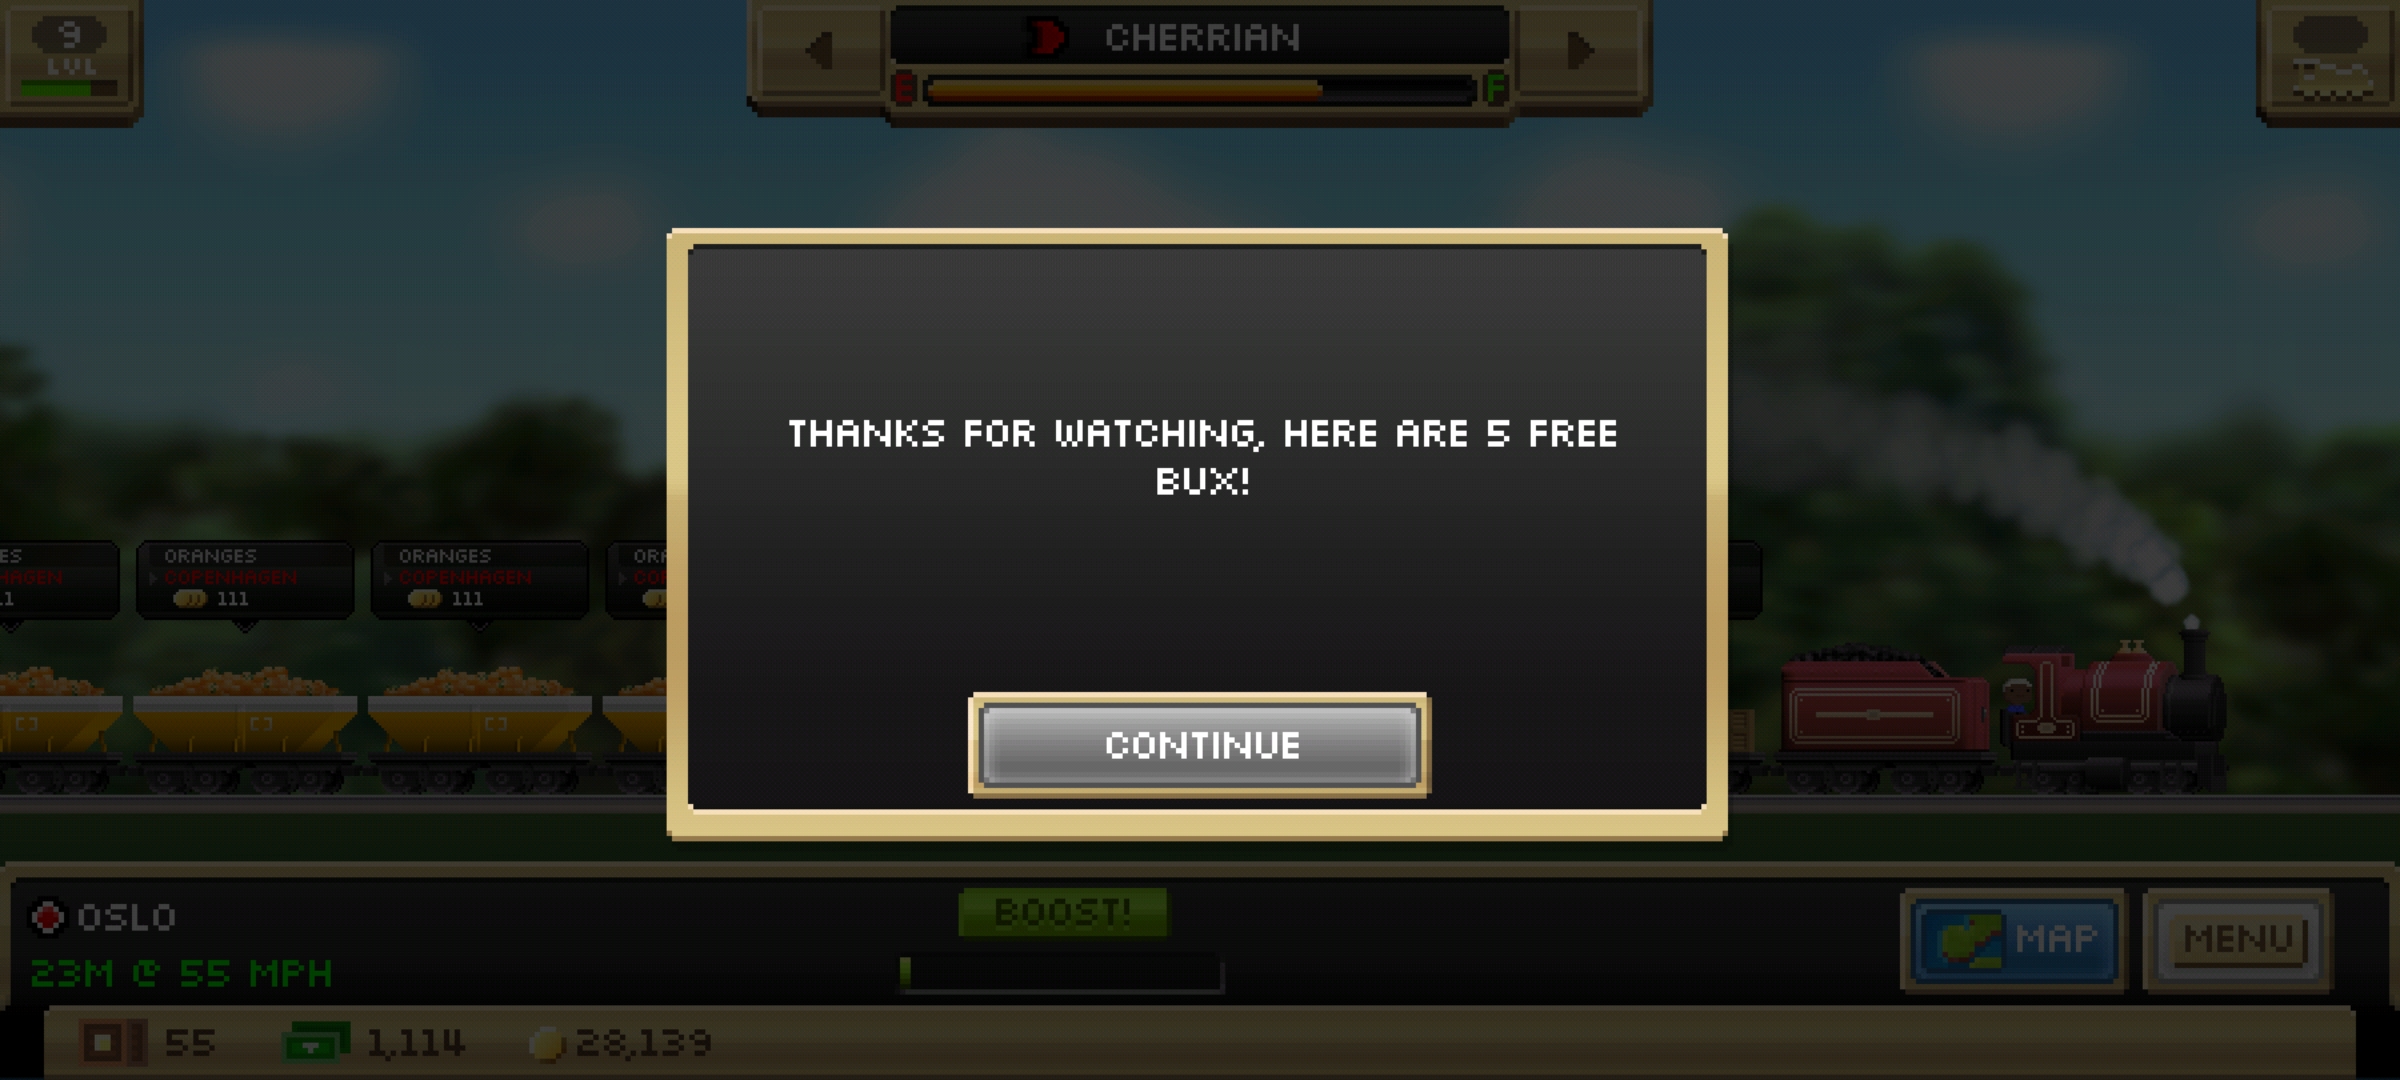 9
LVL
CHERRIAN
E
F
THANKS FOR WATCHING, HERE ARE 5 FREE
BUX!
CONTINUE
ORANGES
COPENHAGEN
111
ORANGES
COPENHAGEN
111
OSLO
23M @ 55 MPH
BOOST!
MAP
MENU
55
1,114
28,139